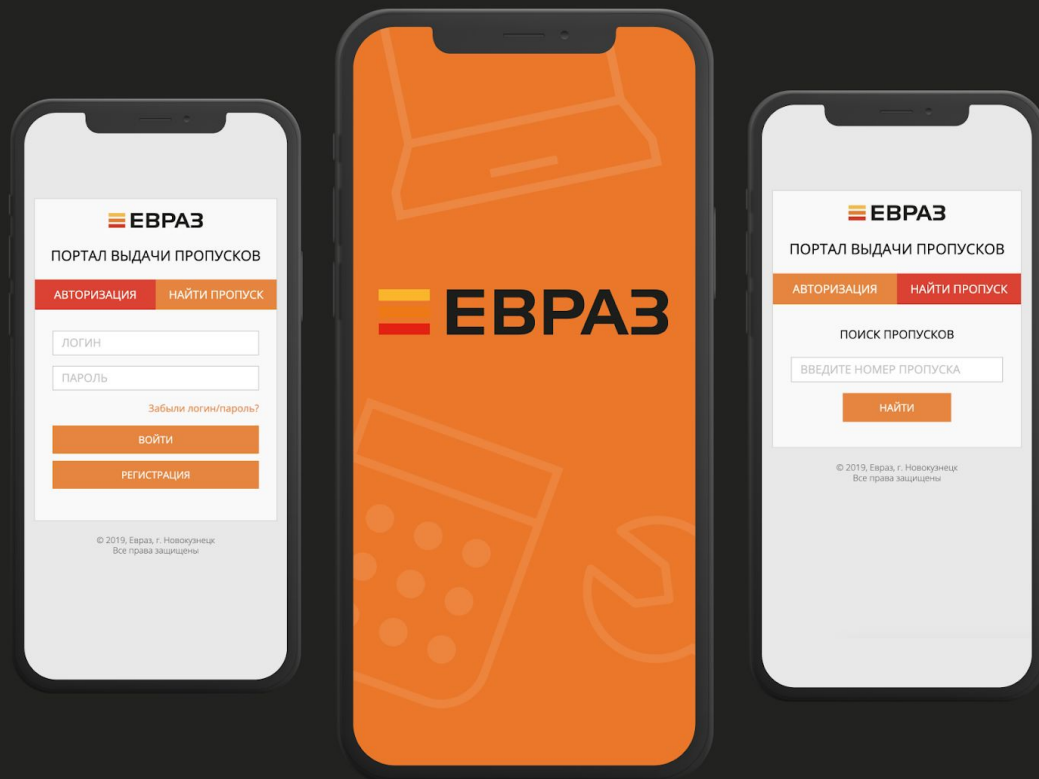 ЕВРАЗ
ПОРТАЛ ВЫДАЧИ ПРОПУСКОВ
АВТОРИЗАЦИЯ НАЙТИ ПРОПУСК
ЛОГИН
ПАРОЛЬ
Забыли логин/пароль?
ВОЙТИ
РЕГИСТРАЦИЯ
© 2019, Евраз, г. Новокузнецк
Все права защищены
ЕВРАЗ
ЕВРАЗ
ПОРТАЛ ВЫДАЧИ ПРОПУСКОВ
АВТОРИЗАЦИЯ НАЙТИ ПРОПУСК
ПОИСК ПРОПУСКОВ
ВВЕДИТЕ НОМЕР ПРОПУСКА
НАЙТИ
© 2019, Евраз, г. Новокузнецк
Все права защищены